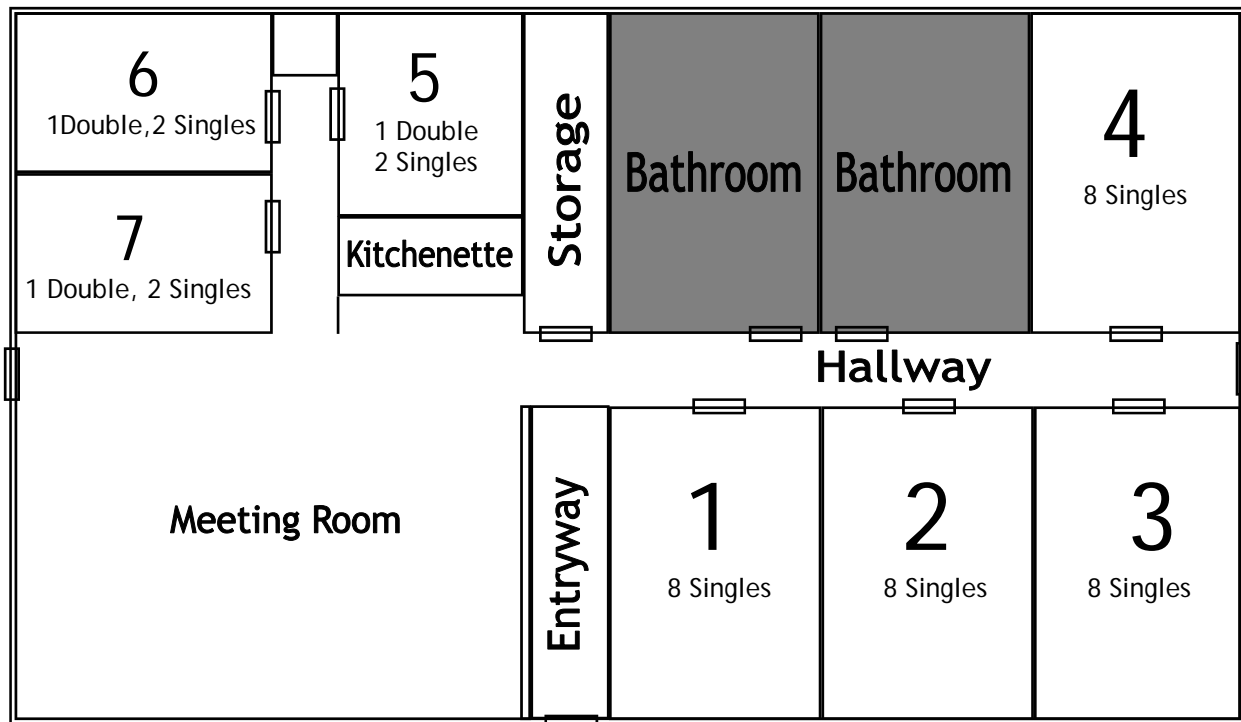 6
1Double,2 Singles
5
1 Double
2 Singles
Storage
Bathroom
Bathroom
4
8 Singles
7
1 Double, 2 Singles
Kitchenette
Hallway
Meeting Room
Entryway
1
8 Singles
2
8 Singles
3
8 Singles